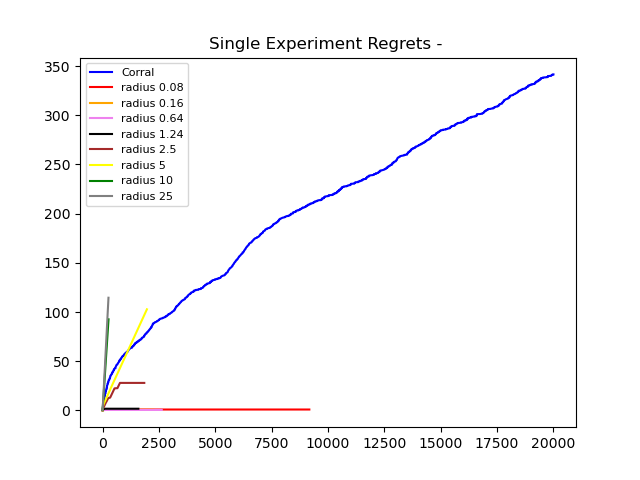 Single Experiment Regrets -
350
300
250
200
150
100
50
0
Corral
radius 0.08
radius 0.16
radius 0.64
radius 1.24
radius 2.5
radius 5
radius 10
radius 25
0 2500 5000 7500 10000 12500 15000 17500 20000